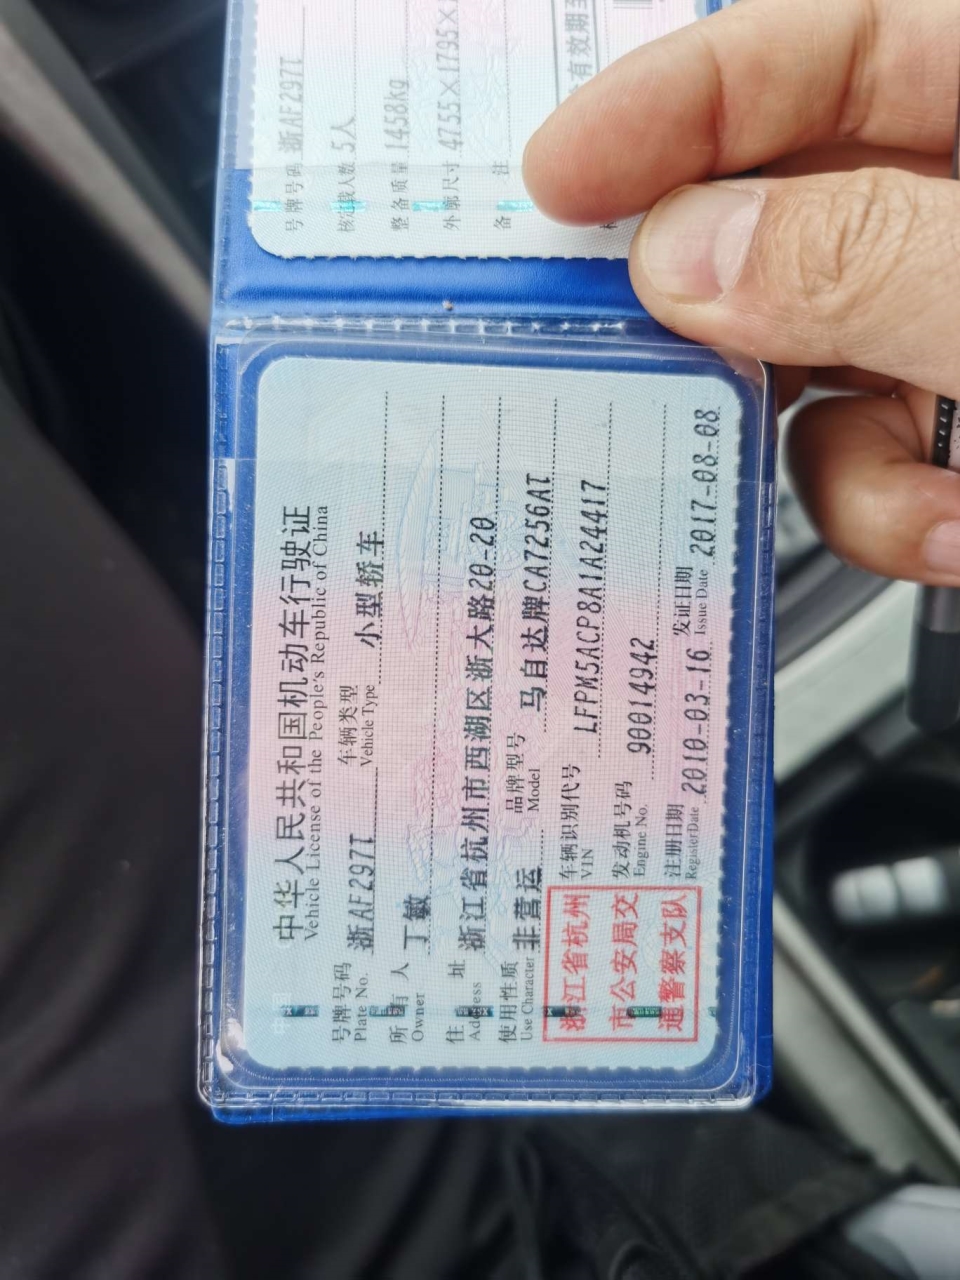 中华人民共和国机动车行驶证
Vehicle License of the People's Republic of China
号牌号码 浙AF297T 车辆类型 小型轿车
Plate No. Vehicle Type
所有人 丁敏
Owner
住址 浙江省杭州市西湖区浙大路20-20
Address
使用性质 非营运 品牌型号 马自达牌CA7256AT
Use Character Model
浙江省杭州
市公安局交
通警察支队
车辆识别代号 LFPM5ACP8A1A24417
VIN
发动机号码 90014942
Engine No.
注册日期 2010-03-16 发证日期 2017-08-08
Register Date Issue Date
号牌号码 浙AF297T
核定载人数 5人
整备质量 1458kg
外廓尺寸 4755×1795×
备注
有效期至